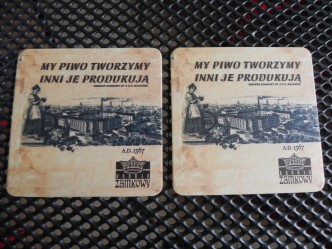 MY PIWO TWORZYMY
INNI JE PRODUKUJĄ
A.D. 1567
ZAMKOWY
MY PIWO TWORZYMY
INNI JE PRODUKUJĄ
A.D. 1567
ZAMKOWY